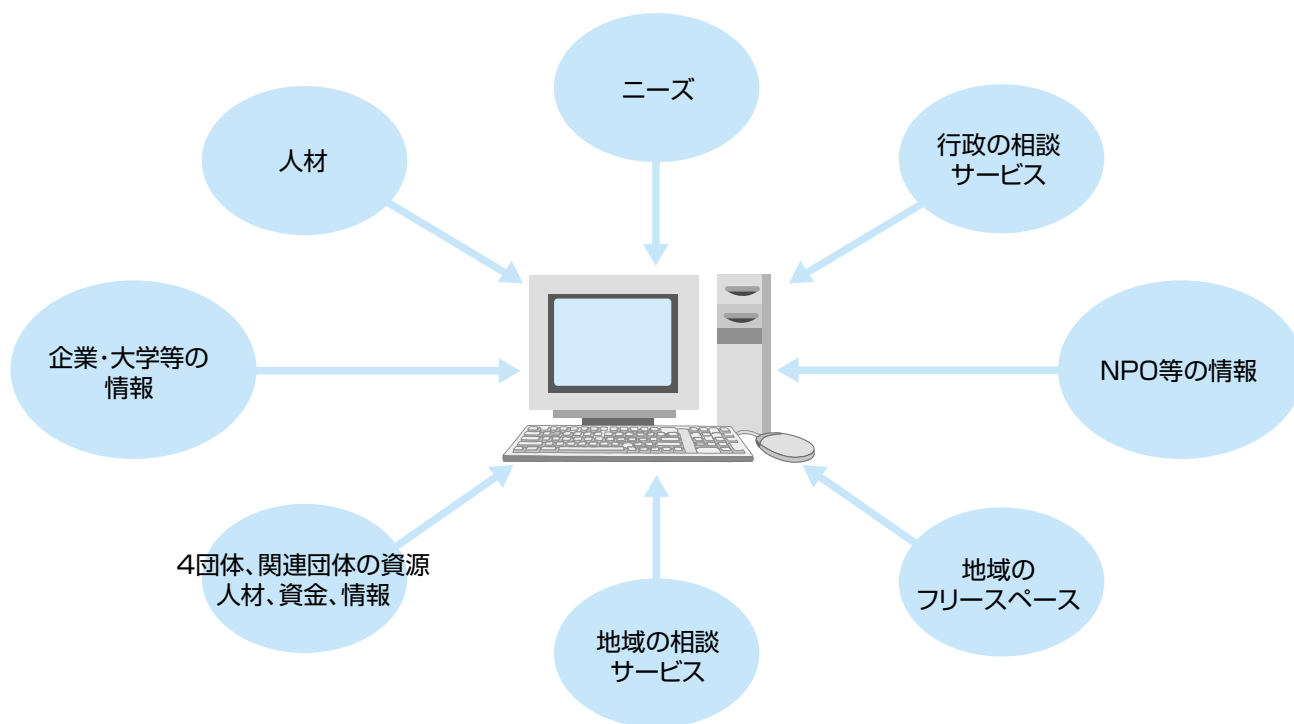 ニーズ
人材
行政の相談
サービス
企業・大学等の
情報
NPO等の情報
4団体、関連団体の資源
人材、資金、情報
地域の
フリースペース
地域の相談
サービス